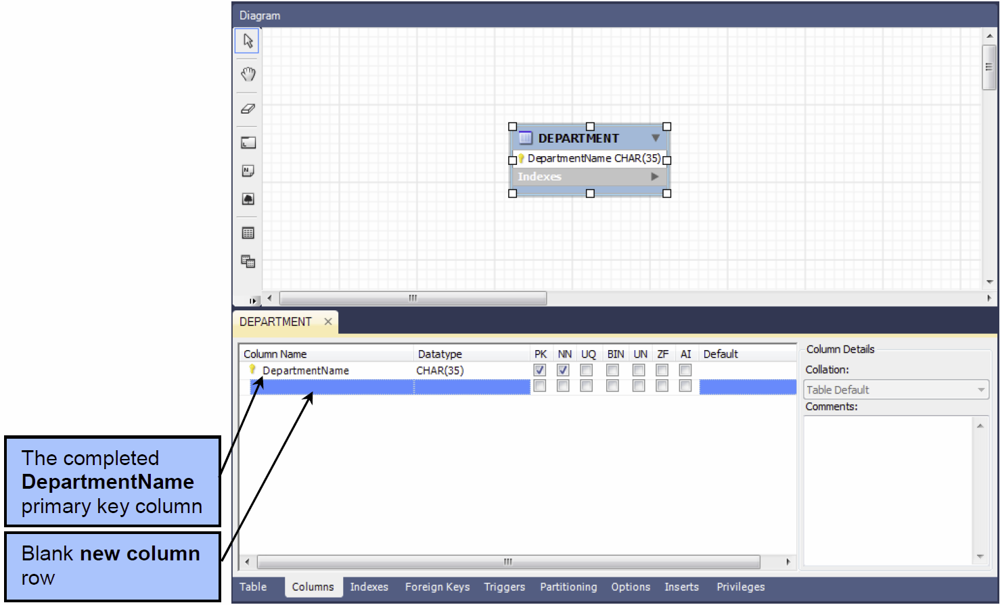 Diagram
DEPARTMENT
DepartmentName CHAR(35)
Indexes
DEPARTMENT
Column Name Datatype PK NN UQ BIN UN ZF AI Default
DepartmentName CHAR(35)
Column Details
Collation:
Table Default
Comments:
The completed
DepartmentName
primary key column
Blank new column
row
Table Columns Indexes Foreign Keys Triggers Partitioning Options Inserts Privileges